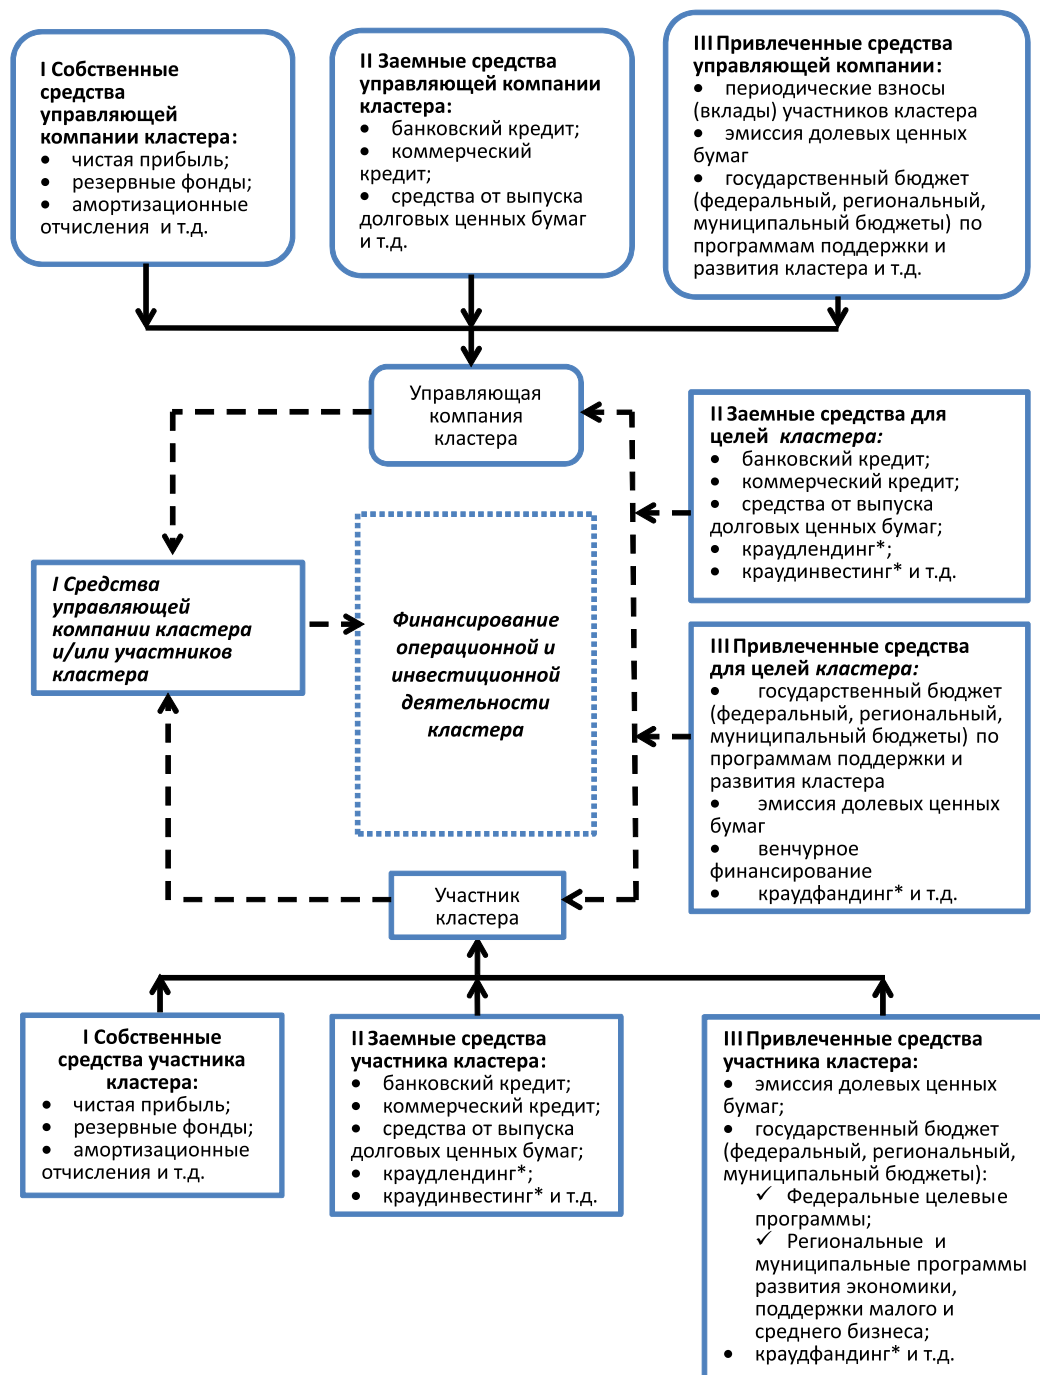 I Собственные
средства
управляющей
компании кластера:
• чистая прибыль;
• резервные фонды;
• амортизационные
отчисления и т.д.
II Заемные средства
управляющей компании
кластера:
• банковский кредит;
• коммерческий
кредит;
• средства от выпуска
долговых ценных бумаг
и т.д.
III Привлеченные средства
управляющей компании:
• периодические взносы
(вклады) участников кластера
• эмиссия долевых ценных
бумаг
• государственный бюджет
(федеральный, региональный,
муниципальный бюджеты) по
программам поддержки и
развития кластера и т.д.
Управляющая
компания
кластера
II Заемные средства для
целей кластера:
• банковский кредит;
• коммерческий кредит;
• средства от выпуска
долговых ценных бумаг;
• краудлендинг*;
• краудинвестинг* и т.д.
I Средства
управляющей
компании кластера
и/или участников
кластера
Финансирование
операционной и
инвестиционной
деятельности
кластера
III Привлеченные средства
для целей кластера:
• государственный бюджет
(федеральный, региональный,
муниципальный бюджеты) по
программам поддержки и
развития кластера
• эмиссия долевых ценных
бумаг
• венчурное
финансирование
• краудфандинг* и т.д.
Участник
кластера
I Собственные
средства участника
кластера:
• чистая прибыль;
• резервные фонды;
• амортизационные
отчисления и т.д.
II Заемные средства
участника кластера:
• банковский кредит;
• коммерческий кредит;
• средства от выпуска
долговых ценных бумаг;
• краудлендинг*;
• краудинвестинг* и т.д.
III Привлеченные средства
участника кластера:
• эмиссия долевых ценных
бумаг;
• государственный бюджет
(федеральный, региональный,
муниципальный бюджеты):
✓ Федеральные целевые
программы;
✓ Региональные и
муниципальные программы
развития экономики,
поддержки малого и
среднего бизнеса;
• краудфандинг* и т.д.